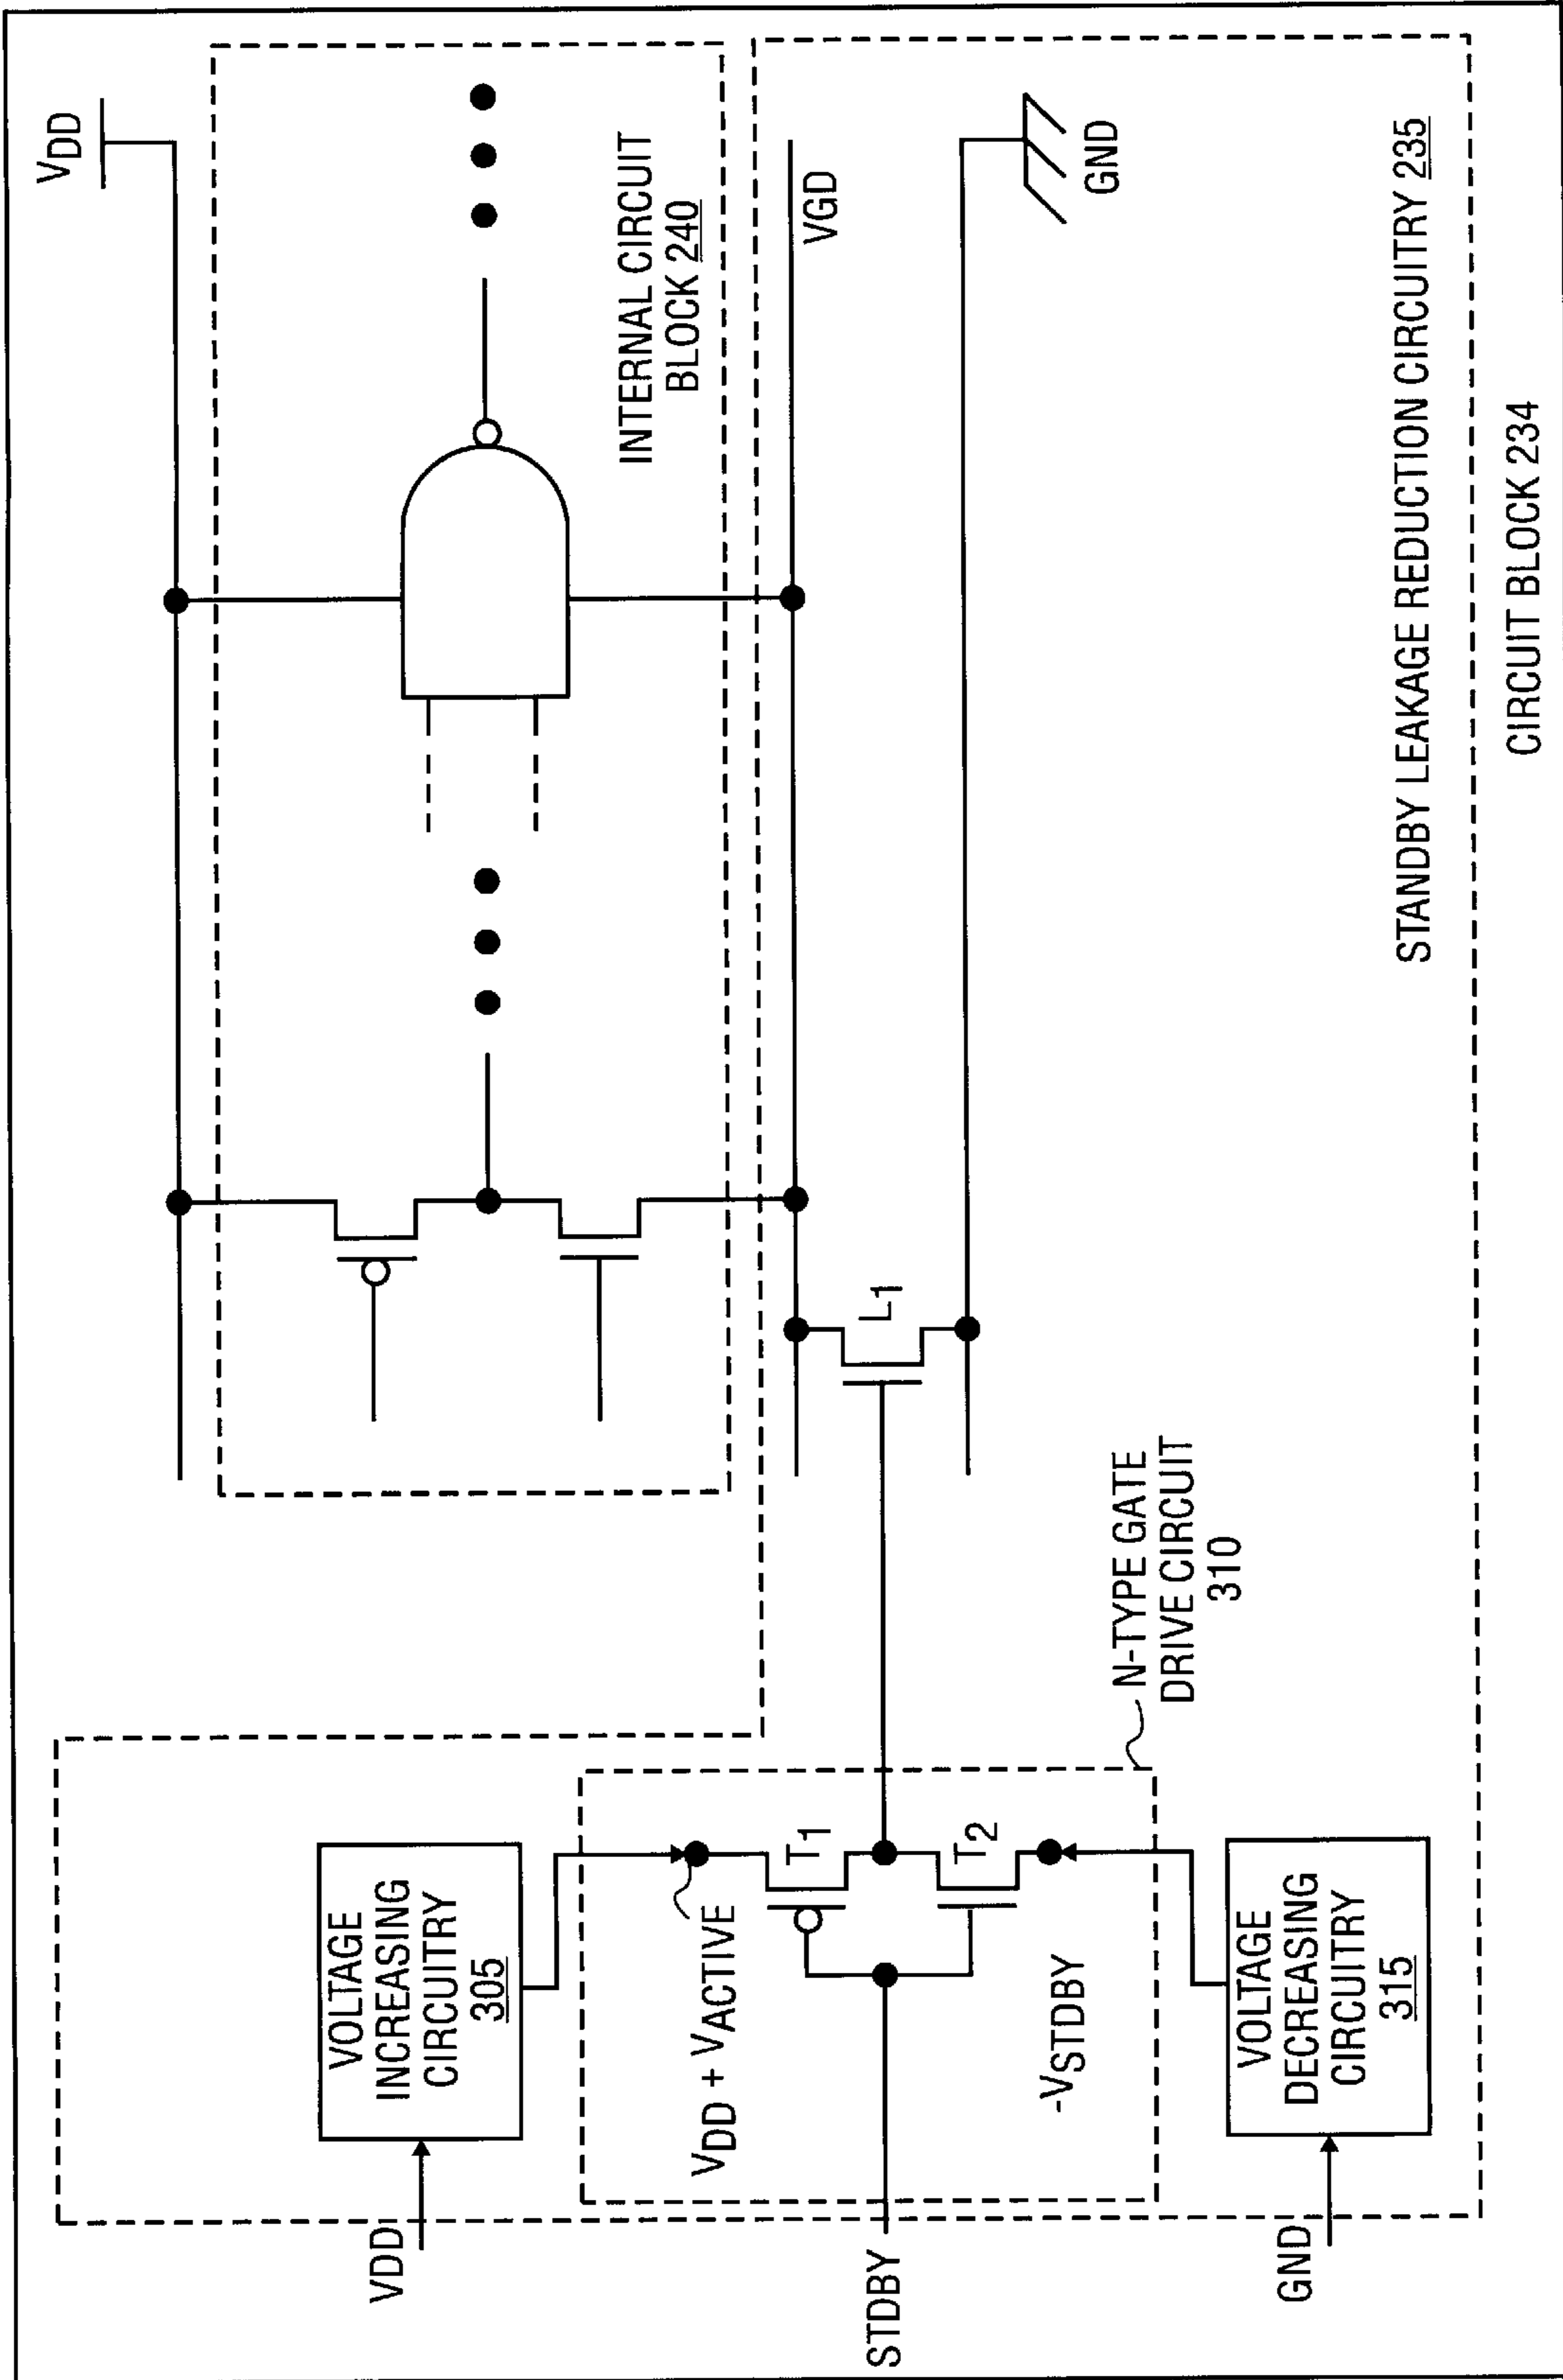 VDD
INTERNAL CIRCUIT
BLOCK 240
VGD
GND
L1
VOLTAGE
INCREASING
CIRCUITRY
305
VDD
VDD + VACTIVE
T1
STDBY
T2
-VSTDBY
N-TYPE GATE
DRIVE CIRCUIT
310
VOLTAGE
DECREASING
CIRCUITRY
315
GND
STANDBY LEAKAGE REDUCTION CIRCUITRY 235
CIRCUIT BLOCK 234